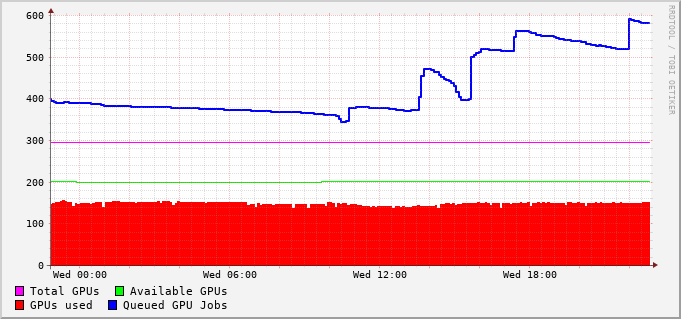 RRDTOOL / TOBI OETIKER
600
500
400
300
200
100
0
Wed 00:00 Wed 06:00 Wed 12:00 Wed 18:00
Total GPUs Available GPUs
GPUs used Queued GPU Jobs